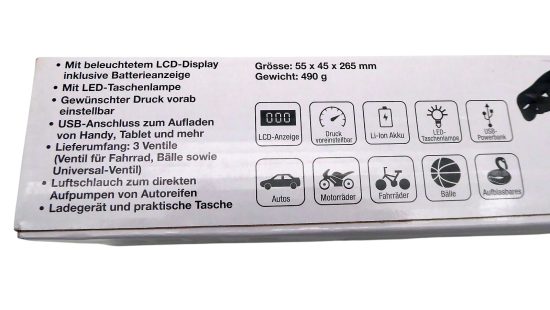 • Mit beleuchtetem LCD-Display
inklusive Batterieanzeige
• Mit LED-Taschenlampe
• Gewünschter Druck vorab
einstellbar
• USB-Anschluss zum Aufladen
von Handy, Tablet und mehr
• Lieferumfang: 3 Ventile
(Ventil für Fahrrad, Bälle sowie
Universal-Ventil)
• Luftschlauch zum direkten
Aufpumpen von Autoreifen
• Ladegerät und praktische Tasche
Grösse: 55 x 45 x 265 mm
Gewicht: 490 g
000
LCD-Anzeige
Druck
voreinstellbar
Li-Ion Akku
LED-
Taschenlampe
USB-
Powerbank
Autos
Motorräder
Fahrräder
Bälle
Aufblasbares